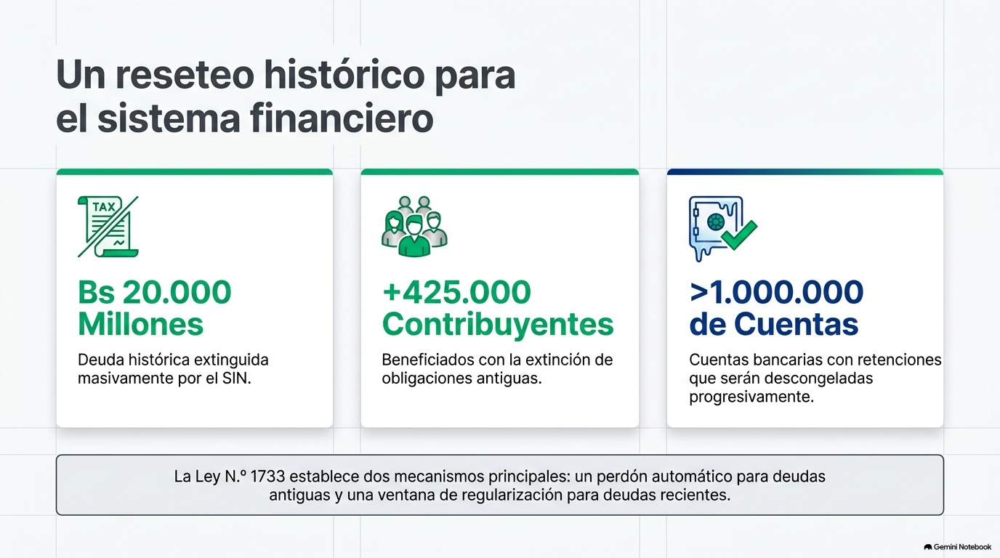 Un reseteo histórico para
el sistema financiero
TAX
Bs 20.000
Millones
Deuda histórica extinguida
masivamente por el SIN.
+425.000
Contribuyentes
Beneficiados con la extinción de
obligaciones antiguas.
>1.000.000
de Cuentas
Cuentas bancarias con retenciones
que serán descongeladas
progresivamente.
La Ley N.º 1733 establece dos mecanismos principales: un perdón automático para deudas
antiguas y una ventana de regularización para deudas recientes.
Gemini Notebook